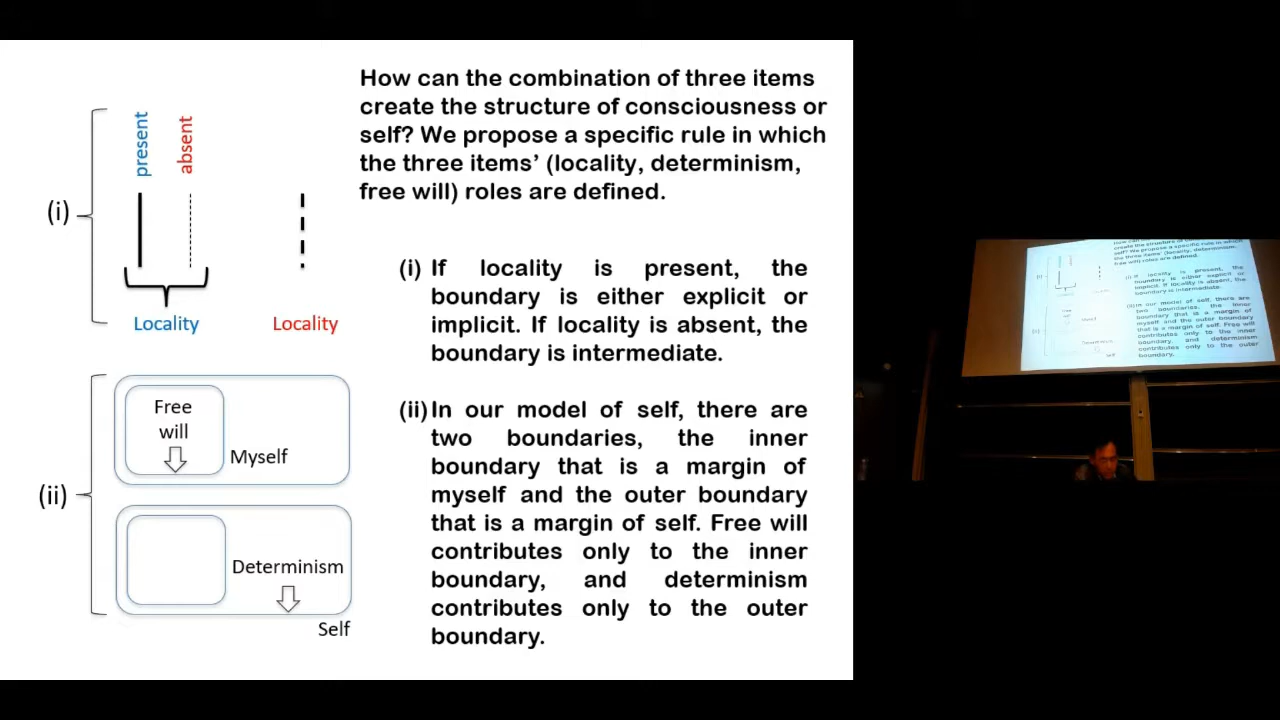 How can the combination of three items
create the structure of consciousness or
self? We propose a specific rule in which
the three items’ (locality, determinism,
free will) roles are defined.
(i)
present
absent
Locality
Locality
(i) If locality is present, the
boundary is either explicit or
implicit. If locality is absent, the
boundary is intermediate.
(ii)
Free
will
Myself
Determinism
Self
(ii) In our model of self, there are
two boundaries, the inner
boundary that is a margin of
myself and the outer boundary
that is a margin of self. Free will
contributes only to the inner
boundary, and determinism
contributes only to the outer
boundary.